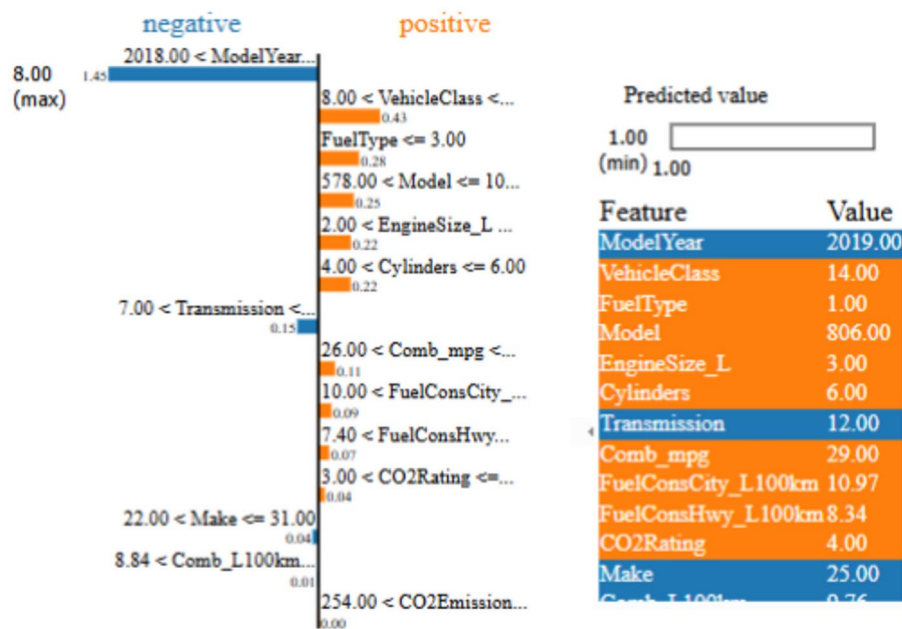 negative
positive
2018.00 < ModelYear...
8.00
(max)
1.45
8.00 < VehicleClass <...
0.43
FuelType <= 3.00
0.28
578.00 < Model <= 10...
0.25
2.00 < EngineSize_L ...
0.22
4.00 < Cylinders <= 6.00
0.22
7.00 < Transmission <...
0.15
26.00 < Comb_mpg <...
0.11
10.00 < FuelConsCity_...
0.09
7.40 < FuelConsHwy...
0.07
3.00 < CO2Rating <=...
0.04
22.00 < Make <= 31.00
0.04
8.84 < Comb_L100km...
0.01
254.00 < CO2Emission...
0.00
Predicted value
1.00
(min)
1.00
Feature Value
ModelYear 2019.00
VehicleClass 14.00
FuelType 1.00
Model 806.00
EngineSize_L 3.00
Cylinders 6.00
Transmission 12.00
Comb_mpg 29.00
FuelConsCity_L100km 10.97
FuelConsHwy_L100km 8.34
CO2Rating 4.00
Make 25.00
Comb_L100km 9.76